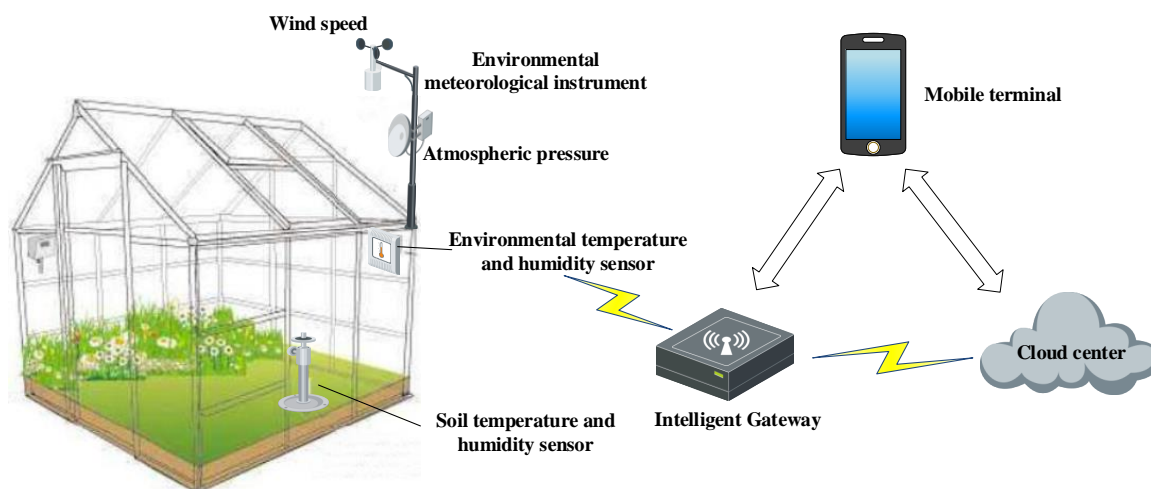 Wind speed
Environmental
meteorological instrument
Mobile terminal
Atmospheric pressure
Environmental temperature
and humidity sensor
Cloud center
Intelligent Gateway
Soil temperature and
humidity sensor